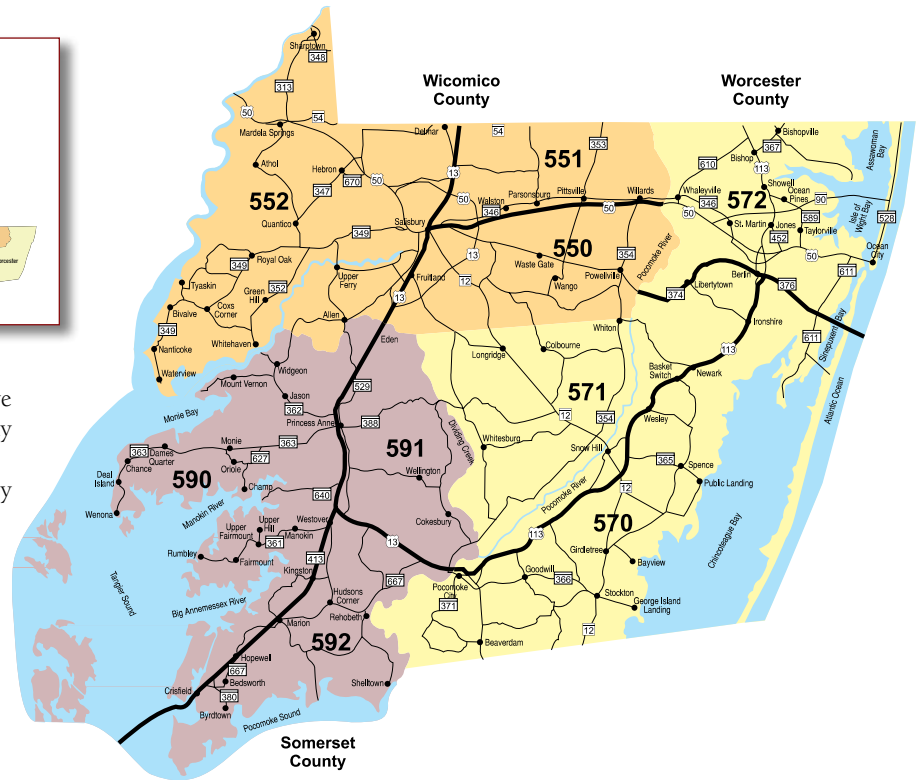 Sharptown
348
313
Wicomico
County
Worcester
County
50
54
Mardela Springs
Delmar
54
353
551
Bishopville
367
Bishop
610
113
Assawoman
Bay
Athol
Hebron
670
347
50
13
552
Quantico
Salisbury
349
50
Walston
346
Parsonsburg
Pittsville
Willards
50
Whaleyville
346
50
572
Showell
Ocean
Pines
90
589
St. Martin
Jones
452
Taylorville
Isle of
Wight Bay
528
Ocean
City
50
611
orcester
349
Royal Oak
Tyaskin
Green
Hill
352
Upper
Ferry
Fruitland
13
12
13
550
Waste Gate
Wango
354
Powellville
Pocomoke River
374
Libertytown
Berlin
376
Bivalve
Coxs
Corner
349
Nanticoke
Whitehaven
Allen
Eden
Whiton
Ironshire
113
611
Sinepuxent Bay
Atlantic Ocean
Waterview
Widgeon
Mount Vernon
Jason
362
529
Longridge
Colbourne
571
Basket
Switch
Newark
ve
y
y
Monie Bay
Princess Anne
388
12
354
Wesley
363
Dames
Quarter
Chance
Monie
363
627
Oriole
Champ
Deal
Island
590
Wenona
591
Wellington
Dividing Creek
Whitesburg
Snow Hill
365
Spence
Public Landing
Manokin River
640
Cokesbury
Pocomoke River
12
570
Chincoteague Bay
Upper
Fairmount
Upper
Hill
361
Manokin
Westover
Rumbley
Fairmount
413
Kingston
13
667
113
Girdletree
Bayview
Tangier Sound
Big Annemessex River
Hudsons
Corner
Rehobeth
Pocomoke
City
371
Goodwill
366
Stockton
George Island
Landing
12
Marion
592
Beaverdam
Hopewell
667
Bedsworth
Crisfield
380
Byrdtown
Shelltown
Pocomoke Sound
Somerset
County